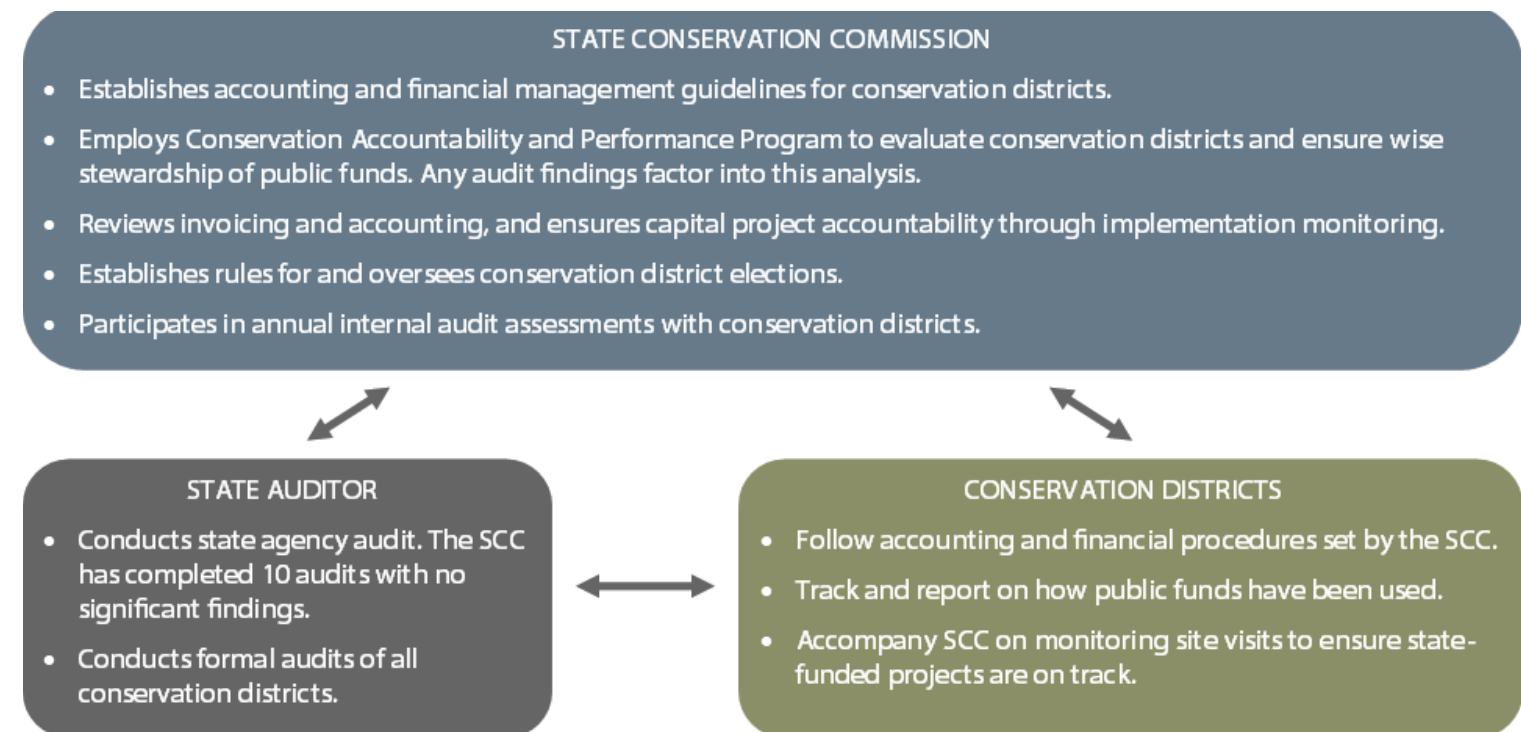 STATE CONSERVATION COMMISSION
• Establishes accounting and financial management guidelines for conservation districts.
• Employs Conservation Accountability and Performance Program to evaluate conservation districts and ensure wise
stewardship of public funds. Any audit findings factor into this analysis.
• Reviews invoicing and accounting, and ensures capital project accountability through implementation monitoring.
• Establishes rules for and oversees conservation district elections.
• Participates in annual internal audit assessments with conservation districts.
STATE AUDITOR
• Conducts state agency audit. The SCC
has completed 10 audits with no
significant findings.
• Conducts formal audits of all
conservation districts.
CONSERVATION DISTRICTS
• Follow accounting and financial procedures set by the SCC.
• Track and report on how public funds have been used.
• Accompany SCC on monitoring site visits to ensure state-
funded projects are on track.